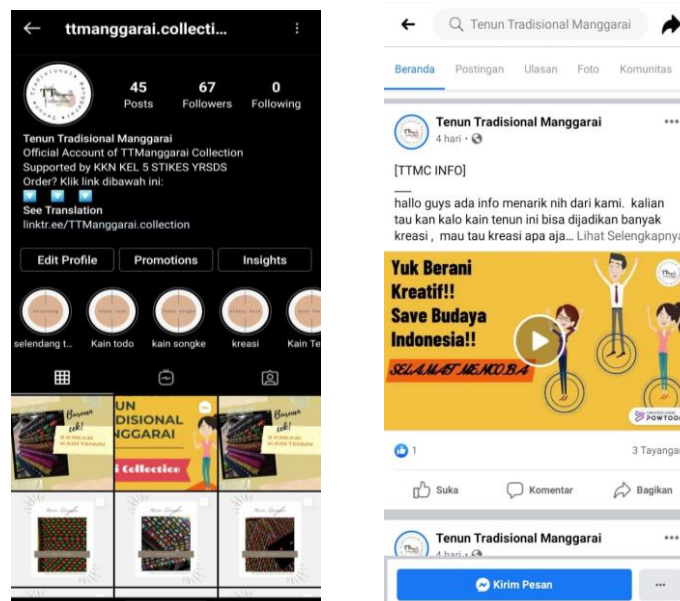 ttmanggarai.collecti...
45
67
0
Posts
Followers
Following
Tenun Tradisional Manggarai
Official Account of TTManggarai Collection
Supported by KKN KEL 5 STIKES YRSDS
Order? Klik link dibawah ini:
See Translation
linktr.ee/TTManggarai.collection
Edit Profile
Promotions
Insights
selendang t...
Kain todo
kain songke
kreasi
Kain Te
UN
DISIONAL
NGGARAI
i Collection
Tenun Tradisional Manggarai
Beranda
Postingan
Ulasan
Foto
Komunitas
Tenun Tradisional Manggarai
4 hari
[TTMC INFO]
hallo guys ada info menarik nih dari kami. kalian
tau kan kalo kain tenun ini bisa dijadikan banyak
kreasi , mau tau kreasi apa aja... Lihat Selengkapnya
Yuk Berani
Kreatif!!
Save Budaya
Indonesia!!
SELAMAT MENCOBA
POWTOON
1
3 Tayangan
Suka
Komentar
Bagikan
Tenun Tradisional Manggarai
4 hari
Kirim Pesan